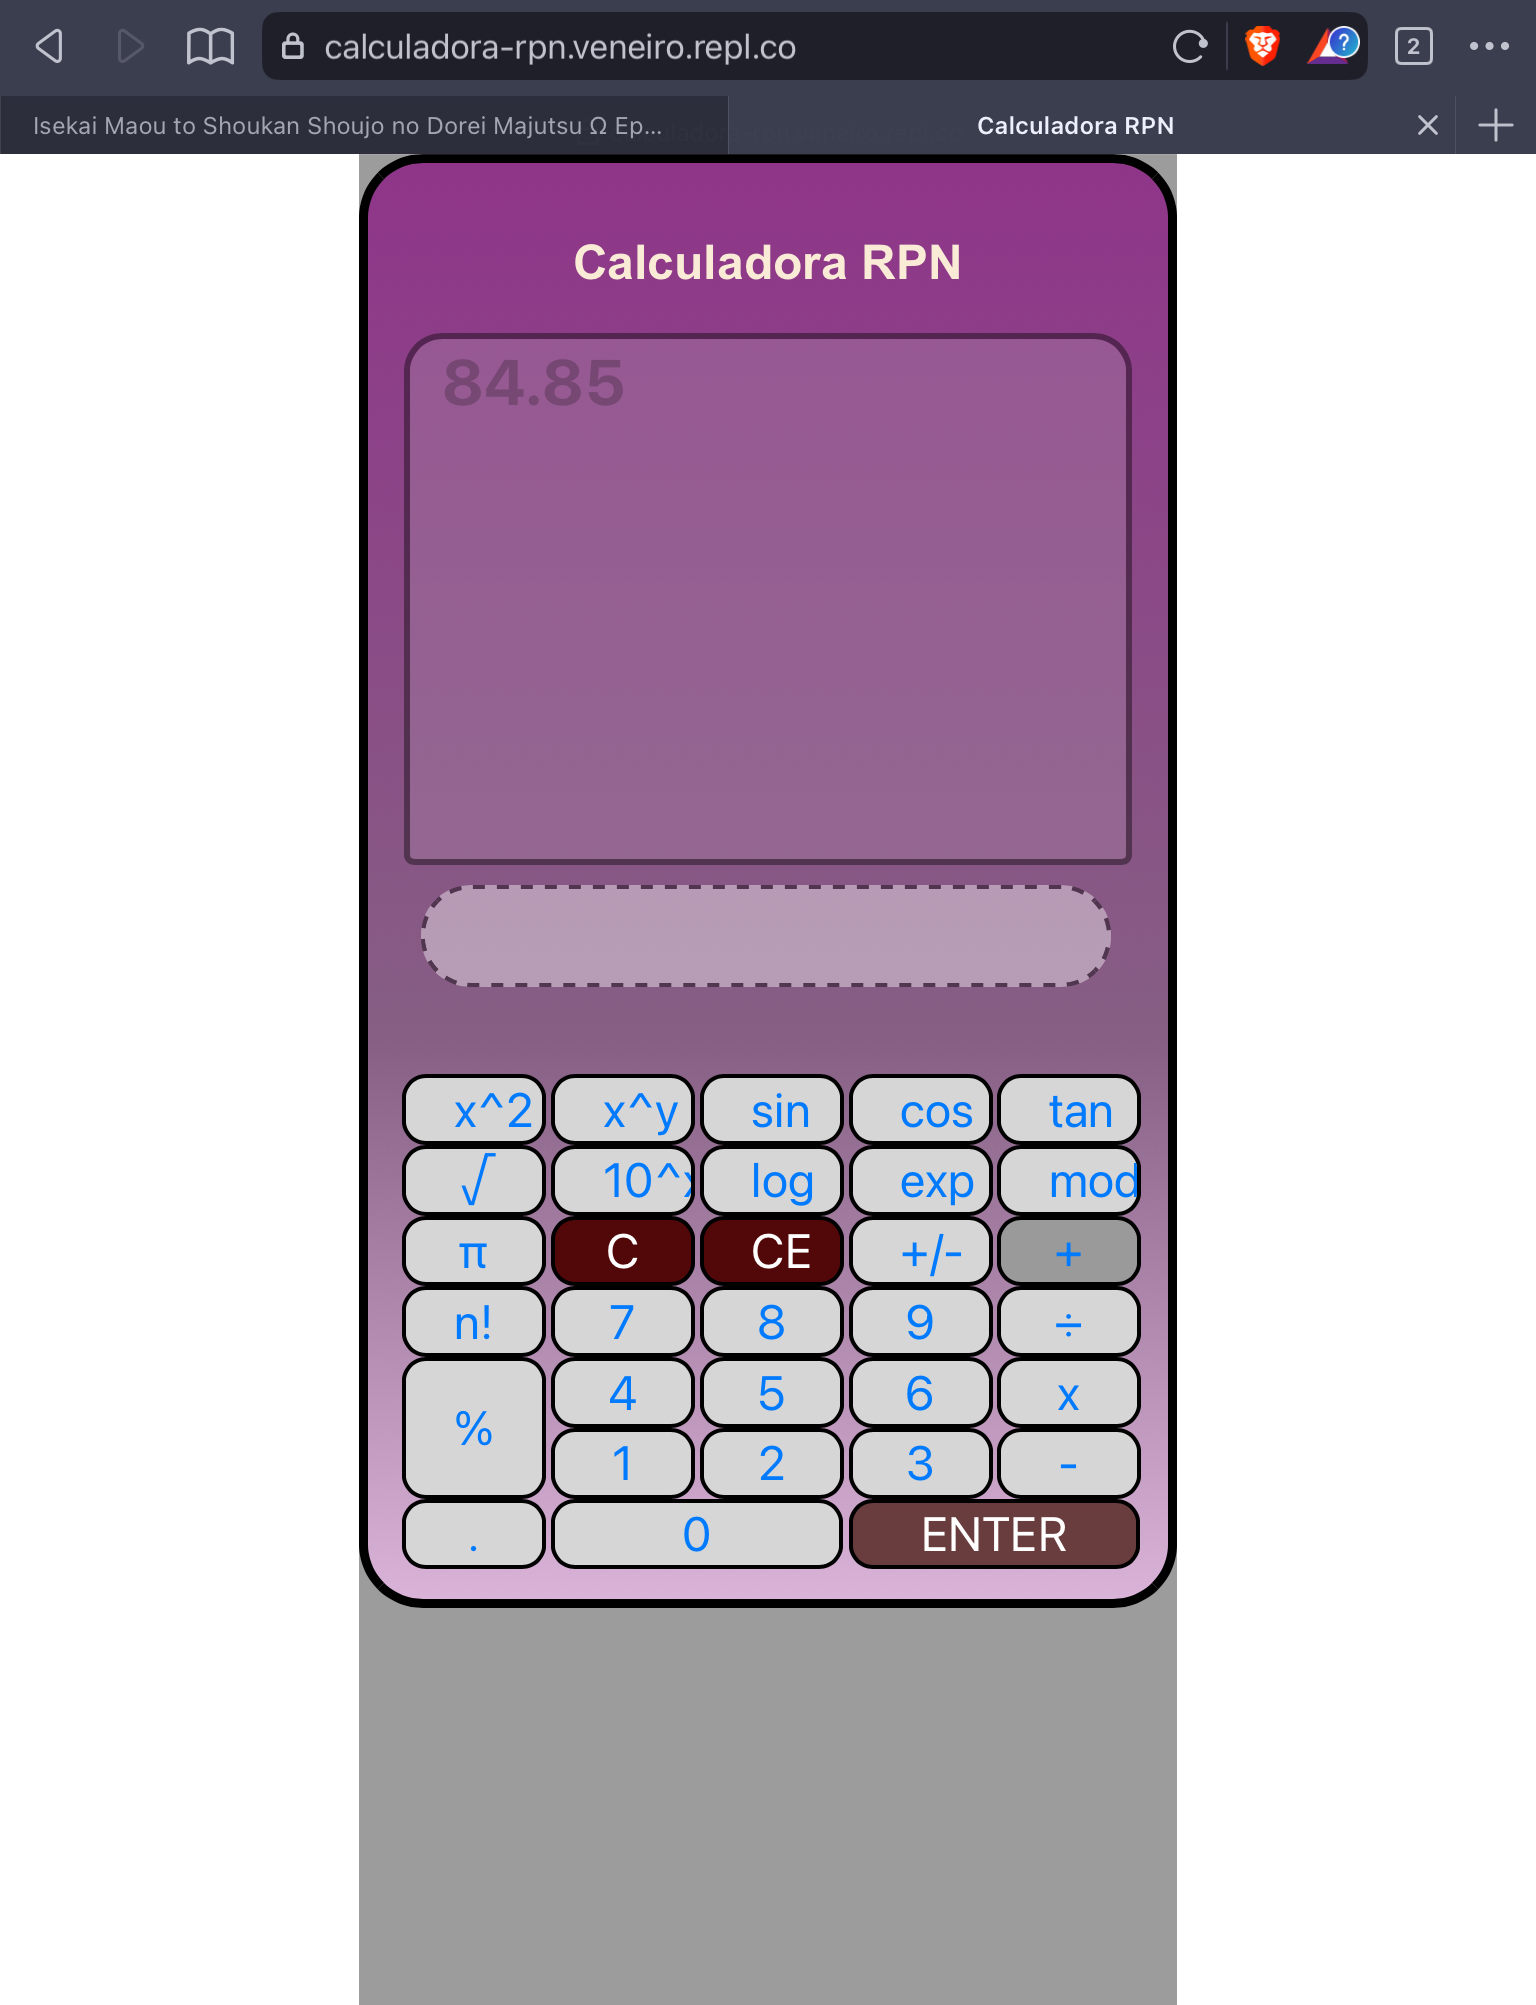 calculadora-rpn.veneiro.repl.co
?
2
Isekai Maou to Shoukan Shoujo no Dorei Majutsu Ω Ep...
Calculadora RPN
Calculadora RPN
84.85
x^2 x^y sin cos tan
√ 10^x log exp mod
π C CE +/- +
n! 7 8 9 ÷
% 4 5 6 x
1 2 3 -
. 0 ENTER